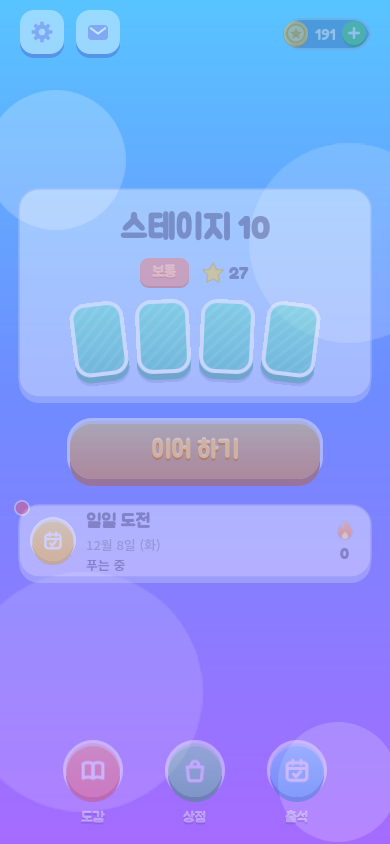 191
스테이지 10
보통
27
이어 하기
일일 도전
12월 8일 (화)
푸는 중
0
도감
상점
출석